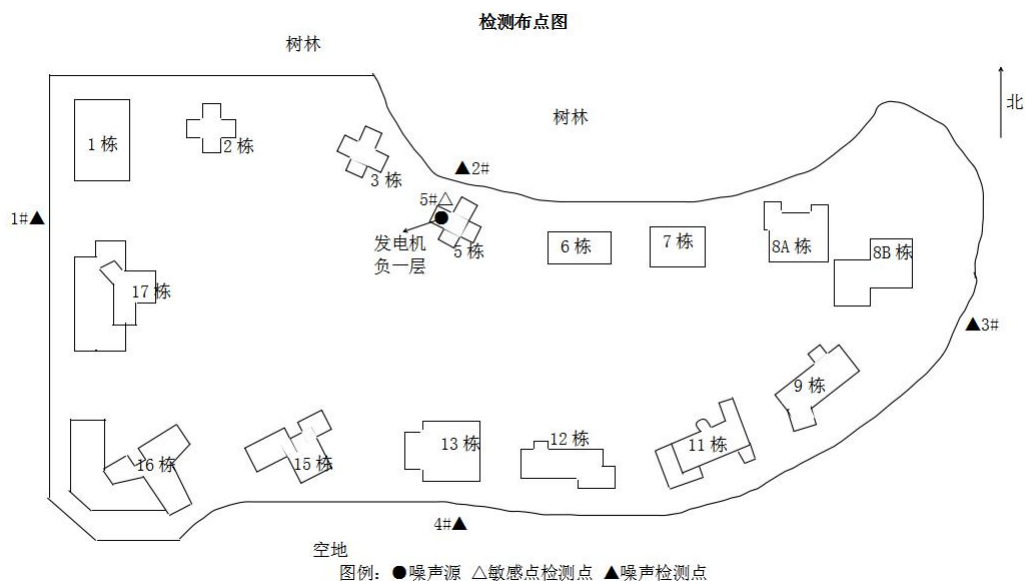 检测布点图
树林
树林
北
1栋
2栋
3栋
▲2#
5#△
1#▲
发电机
负一层
5栋
6栋
7栋
8A栋
8B栋
17栋
▲3#
9栋
16栋
15栋
13栋
12栋
11栋
4#▲
空地
图例：●噪声源 △敏感点检测点 ▲噪声检测点